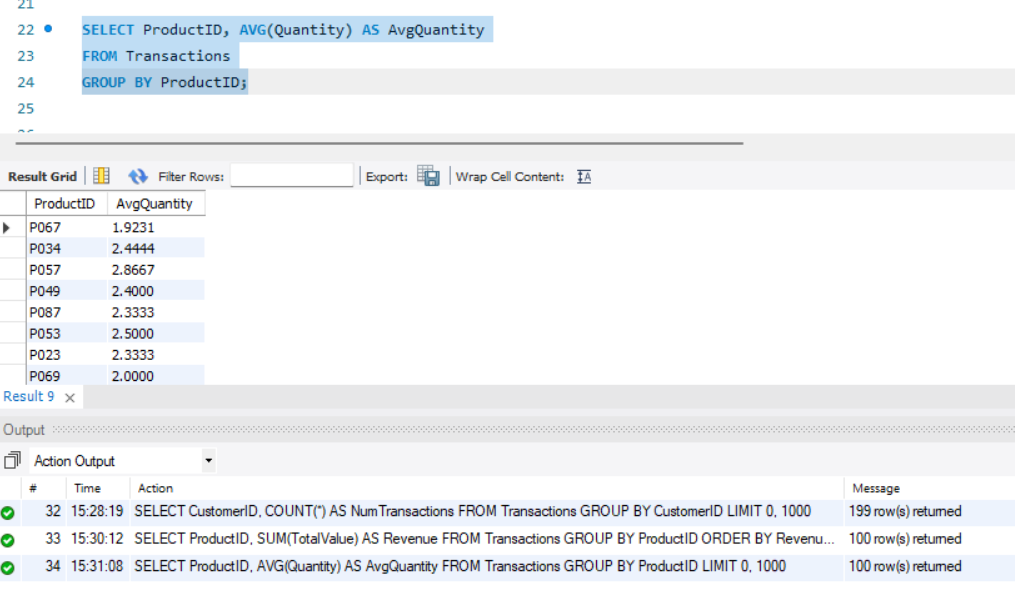 21
22 SELECT ProductID, AVG(Quantity) AS AvgQuantity
23 FROM Transactions
24 GROUP BY ProductID;
25
26
Result Grid Filter Rows: Export: Wrap Cell Content:
ProductID AvgQuantity
P067 1.9231
P034 2.4444
P057 2.8667
P049 2.4000
P087 2.3333
P053 2.5000
P023 2.3333
P069 2.0000
Result 9
Output
Action Output
# Time Action Message
32 15:28:19 SELECT CustomerID, COUNT(*) AS NumTransactions FROM Transactions GROUP BY CustomerID LIMIT 0, 1000 199 row(s) returned
33 15:30:12 SELECT ProductID, SUM(TotalValue) AS Revenue FROM Transactions GROUP BY ProductID ORDER BY Revenu... 100 row(s) returned
34 15:31:08 SELECT ProductID, AVG(Quantity) AS AvgQuantity FROM Transactions GROUP BY ProductID LIMIT 0, 1000 100 row(s) returned